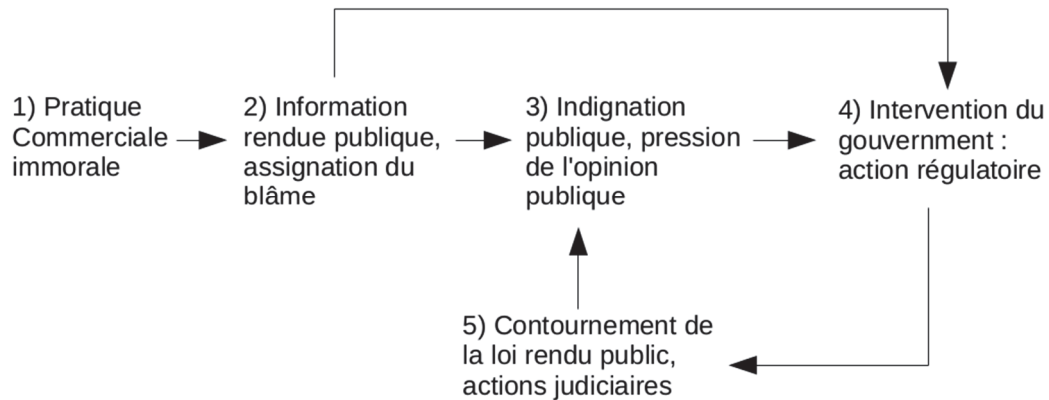 1) Pratique
Commerciale
immorale
2) Information
rendue publique,
assignation du
blâme
3) Indignation
publique, pression
de l'opinion
publique
4) Intervention du
gouvernment :
action régulatoire
5) Contournement de
la loi rendu public,
actions judiciaires